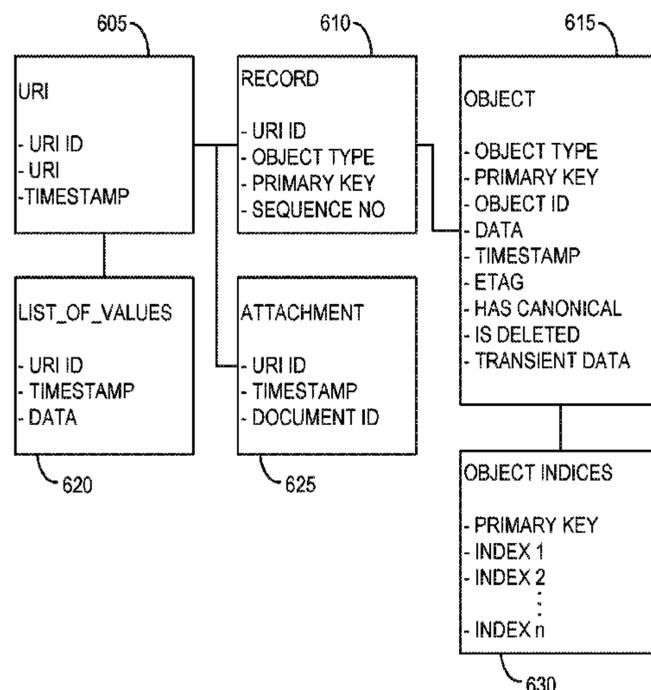 605
URI
- URI ID
- URI
-TIMESTAMP
610
RECORD
- URI ID
- OBJECT TYPE
- PRIMARY KEY
- SEQUENCE NO
615
OBJECT
- OBJECT TYPE
- PRIMARY KEY
- OBJECT ID
- DATA
- TIMESTAMP
- ETAG
- HAS CANONICAL
- IS DELETED
- TRANSIENT DATA
LIST_OF_VALUES
- URI ID
- TIMESTAMP
- DATA
620
ATTACHMENT
- URI ID
- TIMESTAMP
- DOCUMENT ID
625
OBJECT INDICES
- PRIMARY KEY
- INDEX 1
- INDEX 2
- INDEX n
630